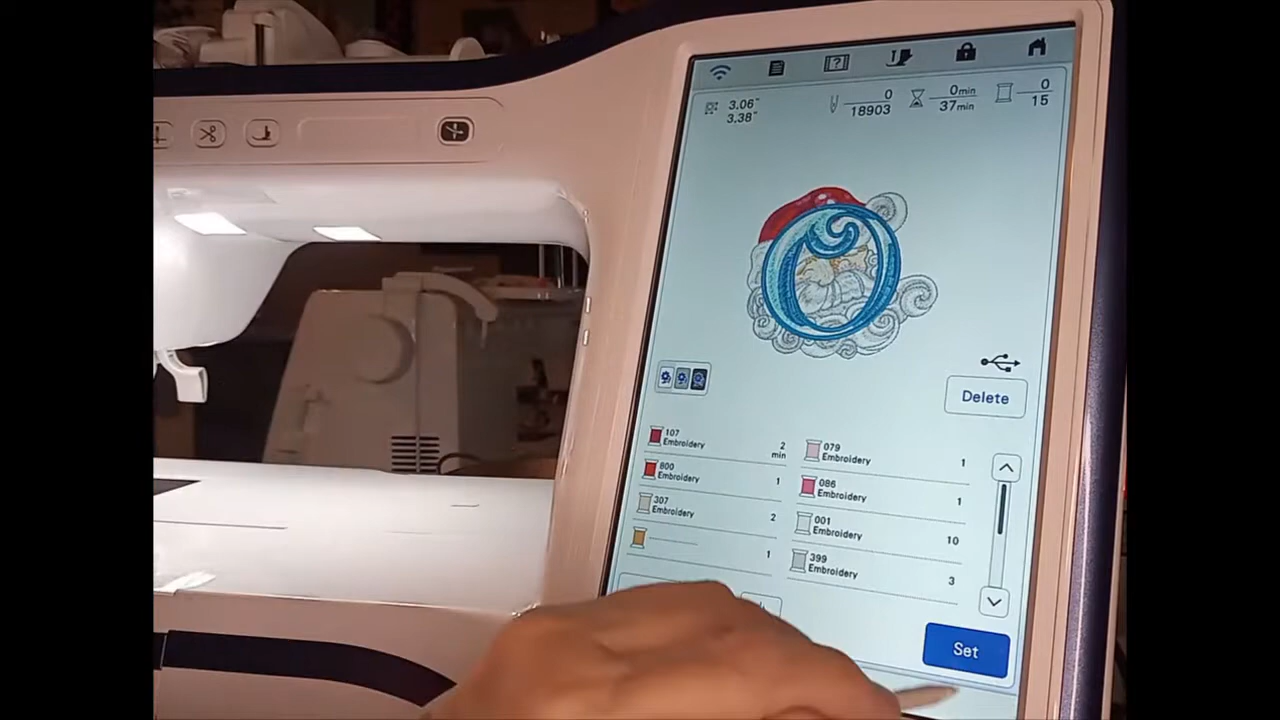 3.06"
3.38"
0
18903
0min
37min
0
15
Delete
107
Embroidery
2
min
800
Embroidery
1
307
Embroidery
2
1
079
Embroidery
1
086
Embroidery
1
001
Embroidery
10
399
Embroidery
3
Set